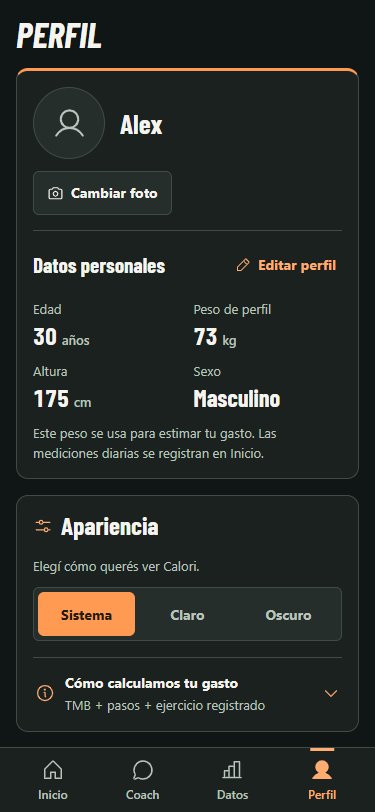 PERFIL
Alex
Cambiar foto
Datos personales
Editar perfil
Edad
Peso de perfil
30 años
73 kg
Altura
Sexo
175 cm
Masculino
Este peso se usa para estimar tu gasto. Las
mediciones diarias se registran en Inicio.
Apariencia
Elegí cómo querés ver Calori.
Sistema
Claro
Oscuro
Cómo calculamos tu gasto
TMB + pasos + ejercicio registrado
Inicio
Coach
Datos
Perfil